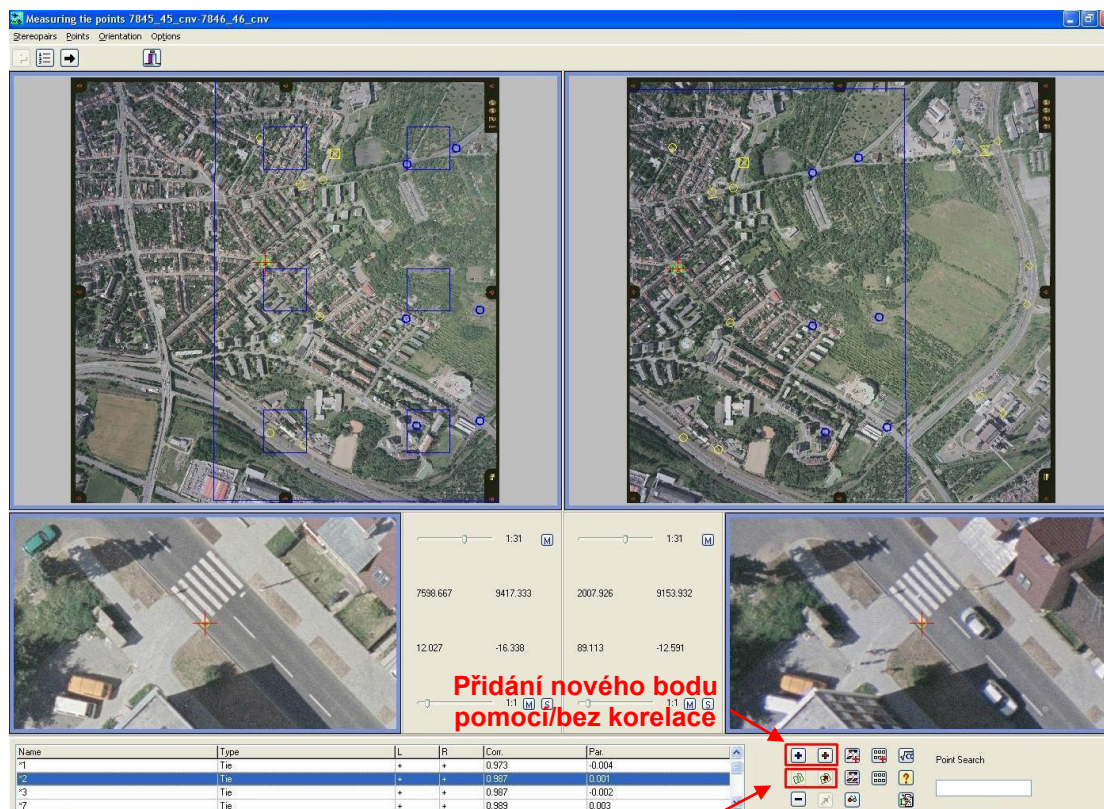 Measuring tie points 7845_45_cnv-7846_46_cnv
Stereopairs Points Orientation Options
1:31 M 1:31 M
7598.667 9417.333 2007.926 9153.932
12.027 -16.338 89.113 -12.591
Přidání nového bodu
1:1 M S 1:1 M S
pomocí/bez korelace
Name Type L R Corr. Par.
*1 Tie + + 0.973 -0.004
*2 Tie + + 0.987 0.001
*3 Tie + + 0.987 -0.002
*7 Tie + + 0.989 0.003
Point Search